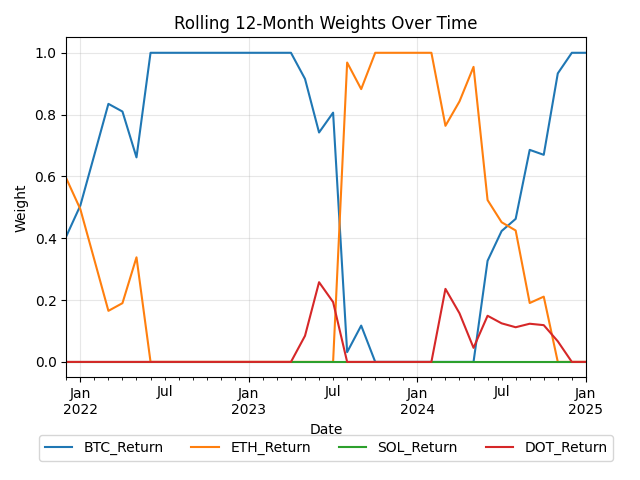 Rolling 12-Month Weights Over Time
Weight
1.0
0.8
0.6
0.4
0.2
0.0
Jan Jul Jan Jul Jan Jul Jan
2022 2023 2024 2025
Date
BTC_Return ETH_Return SOL_Return DOT_Return